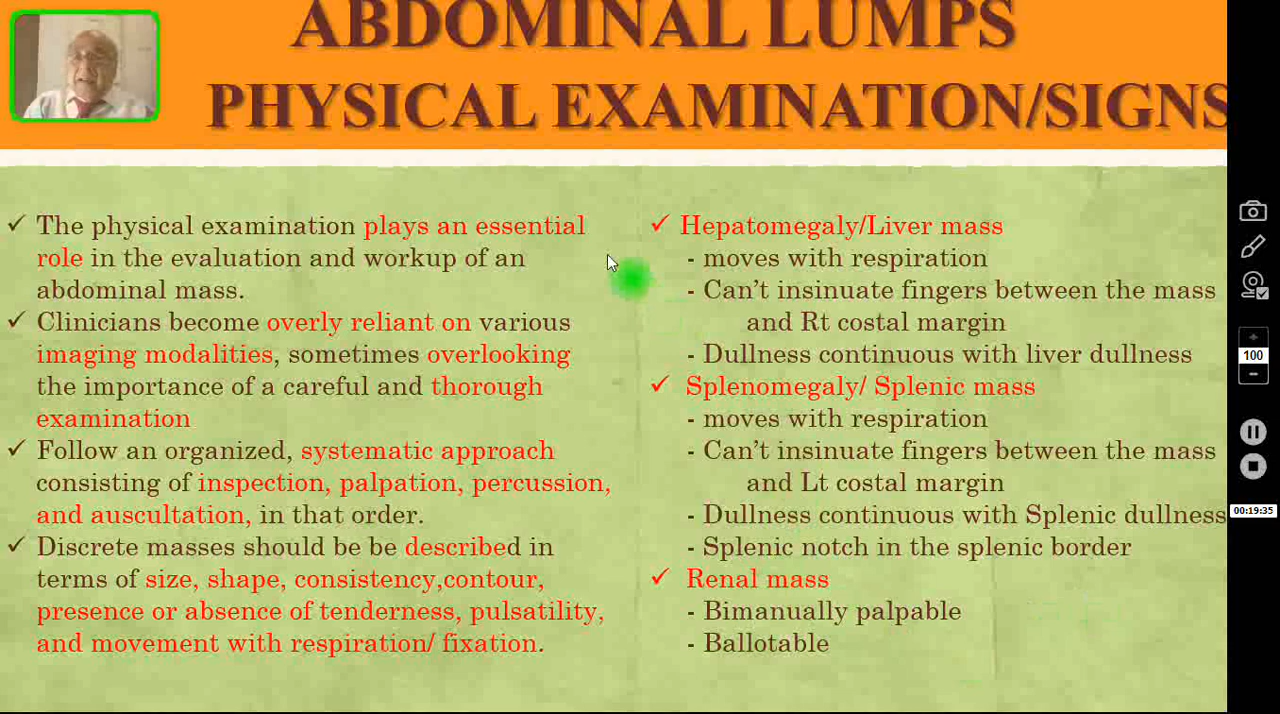 ABDOMINAL LUMPS
PHYSICAL EXAMINATION/SIGNS
✓ The physical examination plays an essential
role in the evaluation and workup of an
abdominal mass.
✓ Clinicians become overly reliant on various
imaging modalities, sometimes overlooking
the importance of a careful and thorough
examination
✓ Follow an organized, systematic approach
consisting of inspection, palpation, percussion,
and auscultation, in that order.
✓ Discrete masses should be be described in
terms of size, shape, consistency,contour,
presence or absence of tenderness, pulsatility,
and movement with respiration/ fixation.
✓ Hepatomegaly/Liver mass
- moves with respiration
- Can't insinuate fingers between the mass
and Rt costal margin
- Dullness continuous with liver dullness
✓ Splenomegaly/ Splenic mass
- moves with respiration
- Can't insinuate fingers between the mass
and Lt costal margin
- Dullness continuous with Splenic dullness
- Splenic notch in the splenic border
✓ Renal mass
- Bimanually palpable
- Ballotable
100
00:19:35